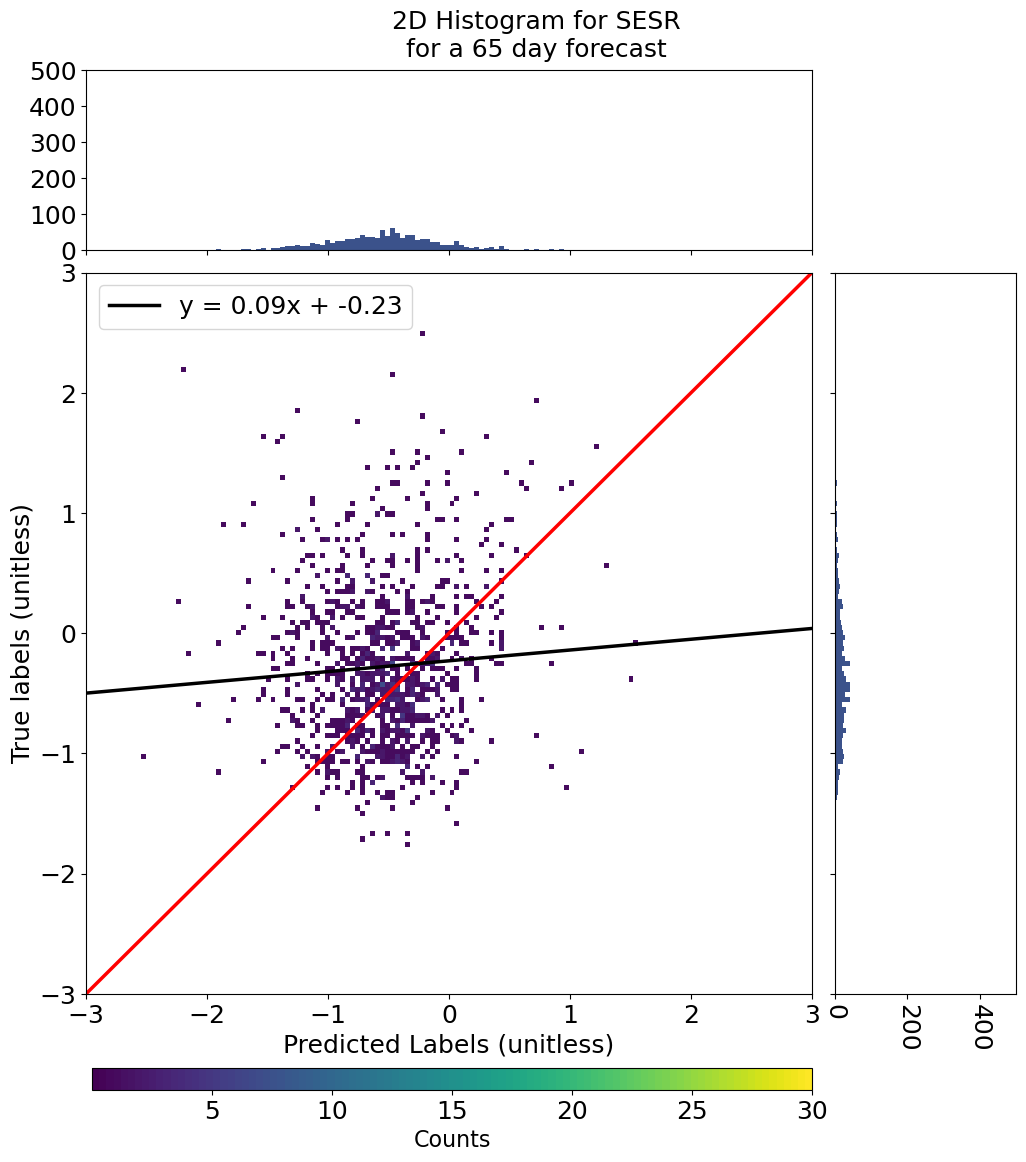 2D Histogram for SESR
for a 65 day forecast
500
400
300
200
100
0
3
2
1
0
−1
−2
−3
True labels (unitless)
y = 0.09x + -0.23
−3 −2 −1 0 1 2 3
Predicted Labels (unitless)
0 200 400
5 10 15 20 25 30
Counts